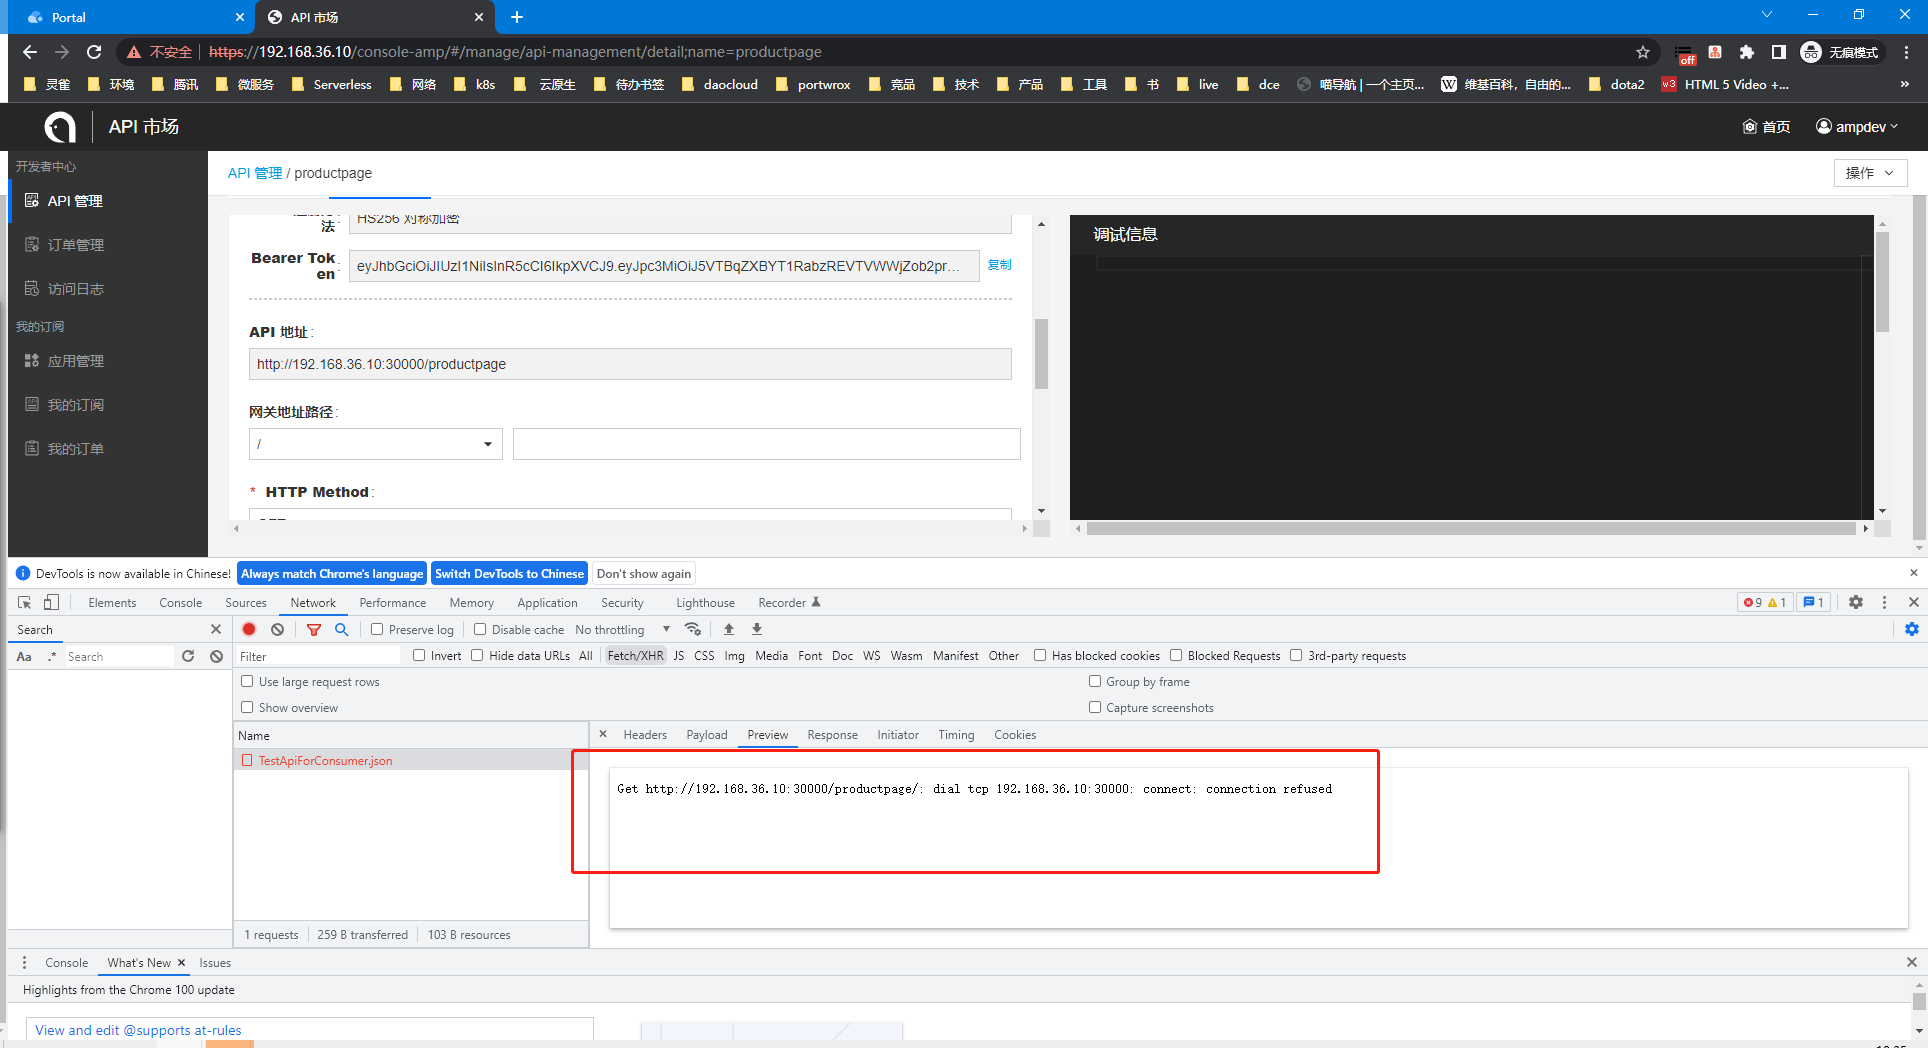 Portal
API 市场
不安全 https://192.168.36.10/console-amp/#/manage/api-management/detail;name=productpage
off
无痕模式
灵雀 环境 腾讯 微服务 Serverless 网络 k8s 云原生 待办书签 daocloud portwrox 竞品 技术 产品 工具 书 live dce 喵导航 | 一个主页... W 维基百科，自由的... dota2 w3 HTML 5 Video +... »
API 市场
首页
ampdev
开发者中心
API 管理
订单管理
访问日志
我的订阅
应用管理
我的订阅
我的订单
API 管理 / productpage
操作
法:
HS256 对称加密
Bearer Tok
en:
eyJhbGciOiJIUzI1NiIsInR5cCI6IkpXVCJ9.eyJpc3MiOiJ5VTBqZXBYT1RabzREVTVWWjZob2pr...
复制
API 地址:
http://192.168.36.10:30000/productpage
网关地址路径:
/
* HTTP Method:
调试信息
DevTools is now available in Chinese! Always match Chrome's language Switch DevTools to Chinese Don't show again
Elements Console Sources Network Performance Memory Application Security Lighthouse Recorder
9 1 1
Search
Preserve log Disable cache No throttling
Aa .* Search
Filter
Invert Hide data URLs All Fetch/XHR JS CSS Img Media Font Doc WS Wasm Manifest Other Has blocked cookies Blocked Requests 3rd-party requests
Use large request rows Group by frame
Show overview Capture screenshots
Name
Headers Payload Preview Response Initiator Timing Cookies
TestApiForConsumer.json
Get http://192.168.36.10:30000/productpage/: dial tcp 192.168.36.10:30000: connect: connection refused
1 requests 259 B transferred 103 B resources
Console What's New Issues
Highlights from the Chrome 100 update
View and edit @supports at-rules